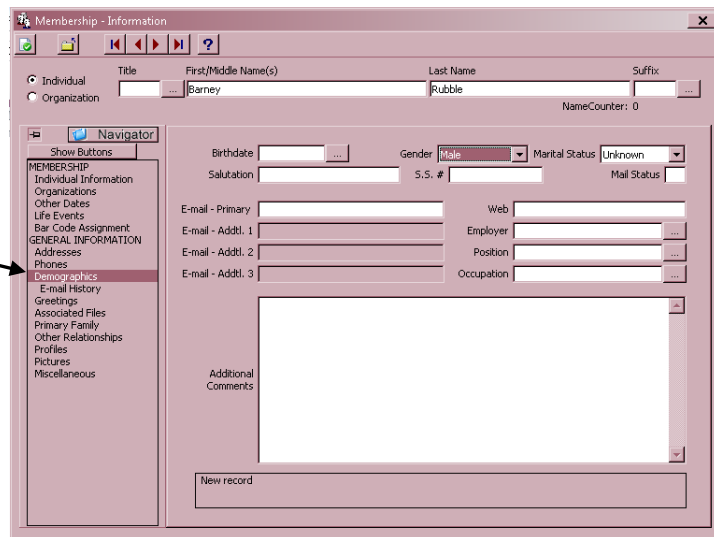 Membership - Information
?
Individual
Organization
Title
First/Middle Name(s)
Last Name
Suffix
...
Barney
Rubble
...
NameCounter: 0
Navigator
Show Buttons
MEMBERSHIP
Individual Information
Organizations
Other Dates
Life Events
Bar Code Assignment
GENERAL INFORMATION
Addresses
Phones
Demographics
E-mail History
Greetings
Associated Files
Primary Family
Other Relationships
Profiles
Pictures
Miscellaneous
Birthdate ... Gender Male Marital Status Unknown
Salutation S.S. # Mail Status
E-mail - Primary Web
E-mail - Addtl. 1 Employer ...
E-mail - Addtl. 2 Position ...
E-mail - Addtl. 3 Occupation ...
Additional
Comments
New record